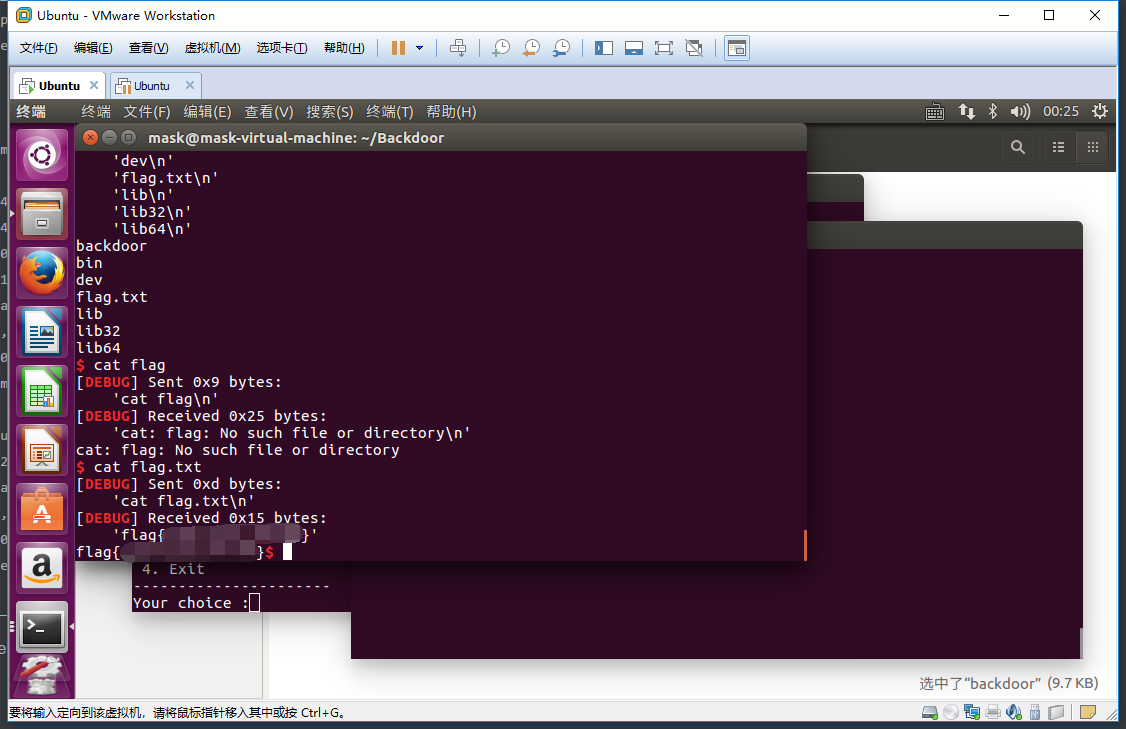 Ubuntu - VMware Workstation
文件(F) 编辑(E) 查看(V) 虚拟机(M) 选项卡(T) 帮助(H)
Ubuntu Ubuntu
终端 终端 文件(F) 编辑(E) 查看(V) 搜索(S) 终端(T) 帮助(H) 00:25
mask@mask-virtual-machine: ~/Backdoor
'dev\n'
'flag.txt\n'
'lib\n'
'lib32\n'
'lib64\n'
backdoor
bin
dev
flag.txt
lib
lib32
lib64
$ cat flag
[DEBUG] Sent 0x9 bytes:
'cat flag\n'
[DEBUG] Received 0x25 bytes:
'cat: flag: No such file or directory\n'
cat: flag: No such file or directory
$ cat flag.txt
[DEBUG] Sent 0xd bytes:
'cat flag.txt\n'
[DEBUG] Received 0x15 bytes:
'flag{ }'
flag{ }$
4. Exit
----------------------
Your choice :
选中了“backdoor” (9.7 KB)
要将输入定向到该虚拟机，请将鼠标指针移入其中或按 Ctrl+G。